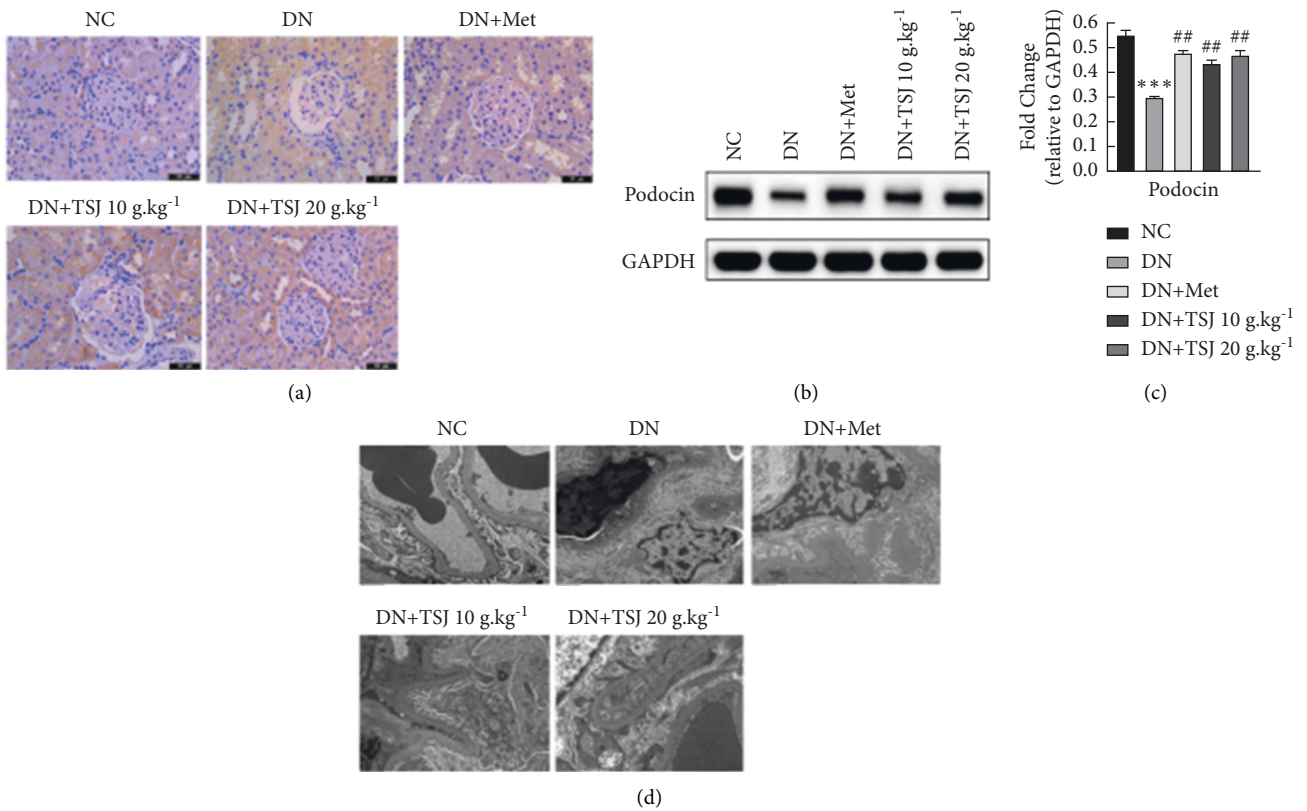 NC DN DN+Met
DN+TSJ 10 g.kg-1 DN+TSJ 20 g.kg-1
(a)
NC DN DN+Met DN+TSJ 10 g.kg-1 DN+TSJ 20 g.kg-1
Podocin
GAPDH
(b)
Fold Change
(relative to GAPDH)
0.6
0.5
0.4
0.3
0.2
0.1
0.0
*** ## ## ##
Podocin
NC
DN
DN+Met
DN+TSJ 10 g.kg-1
DN+TSJ 20 g.kg-1
(c)
NC DN DN+Met
DN+TSJ 10 g.kg-1 DN+TSJ 20 g.kg-1
(d)